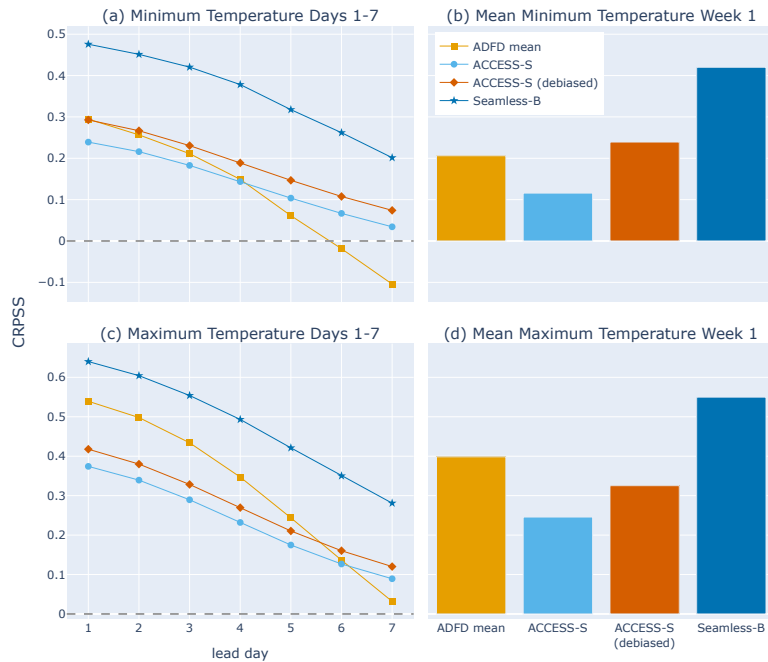 (a) Minimum Temperature Days 1-7
(b) Mean Minimum Temperature Week 1
0.5
0.4
0.3
0.2
0.1
0
−0.1
ADFD mean
ACCESS-S
ACCESS-S (debiased)
Seamless-B
CRPSS
(c) Maximum Temperature Days 1-7
(d) Mean Maximum Temperature Week 1
0.6
0.5
0.4
0.3
0.2
0.1
0
1 2 3 4 5 6 7
lead day
ADFD mean ACCESS-S ACCESS-S Seamless-B
(debiased)